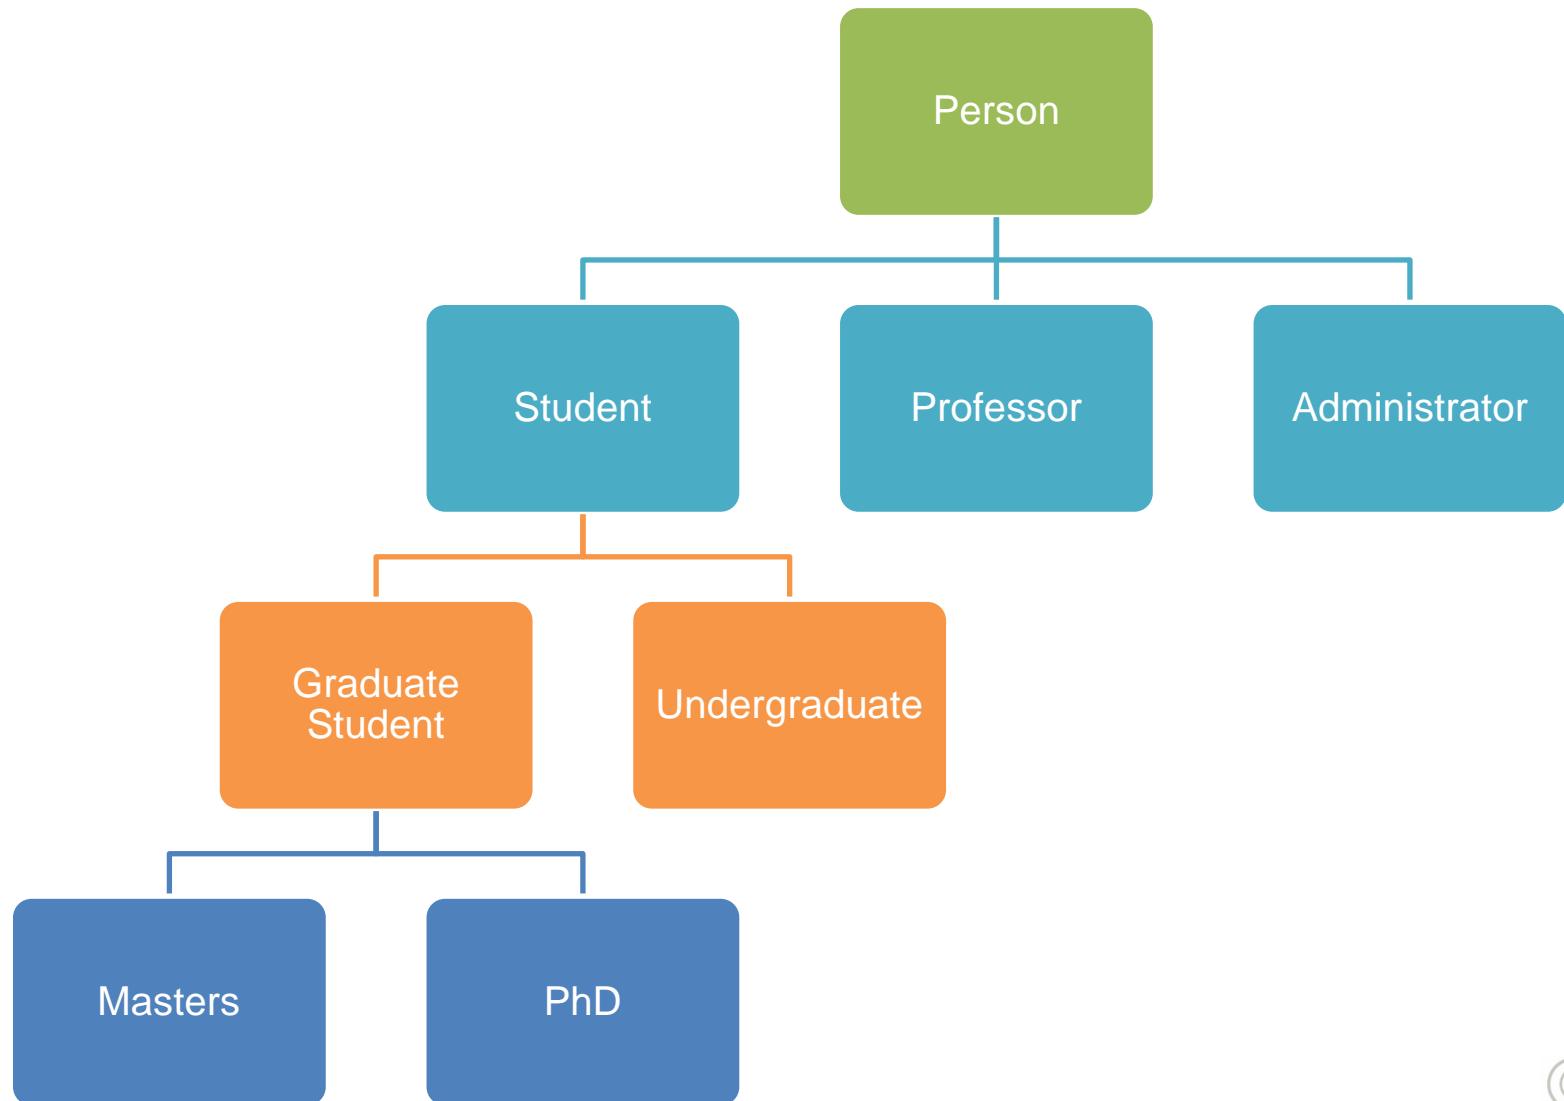 Person
Student
Professor
Administrator
Graduate
Student
Undergraduate
Masters
PhD